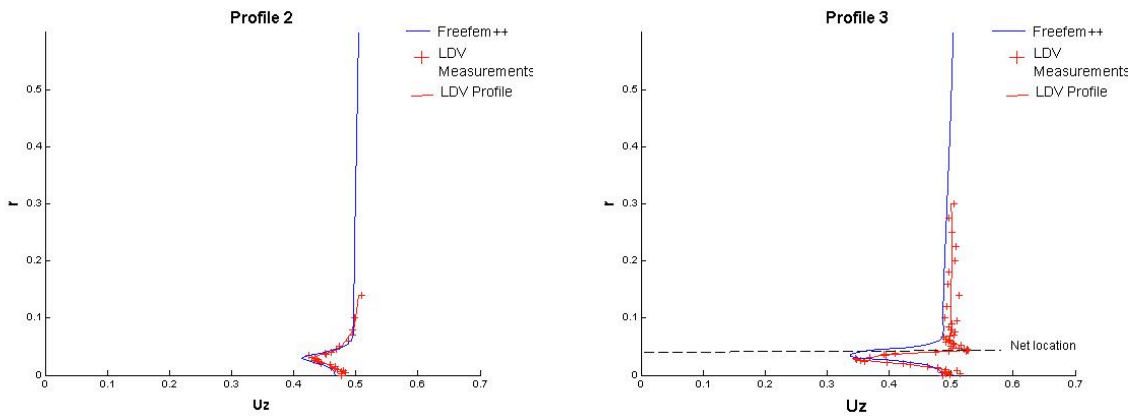 Profile 2
Freefem++
LDV
Measurements
LDV Profile
0.5
0.4
0.3
0.2
0.1
0
r
0 0.1 0.2 0.3 0.4 0.5 0.6 0.7
Uz
Profile 3
Freefem++
LDV
Measurements
LDV Profile
0.5
0.4
0.3
0.2
0.1
0
r
Net location
0 0.1 0.2 0.3 0.4 0.5 0.6 0.7
Uz